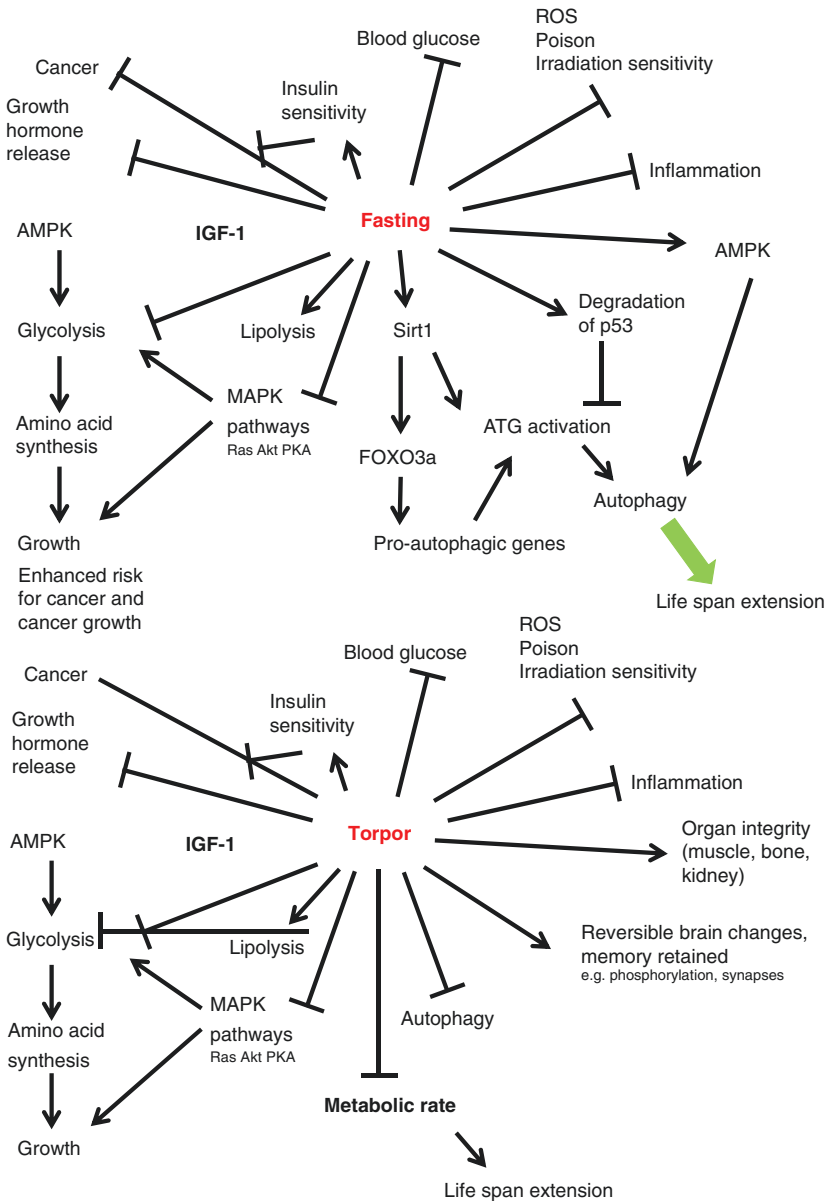 Blood glucose
ROS
Poison
Irradiation sensitivity
Cancer
Insulin
sensitivity
Growth
hormone
release
Inflammation
Fasting
AMPK
IGF-1
AMPK
Glycolysis
Lipolysis
Sirt1
Degradation
of p53
MAPK
pathways
Ras Akt PKA
Amino acid
synthesis
ATG activation
FOXO3a
Autophagy
Growth
Pro-autophagic genes
Enhanced risk
for cancer and
cancer growth
Life span extension
ROS
Poison
Irradiation sensitivity
Blood glucose
Cancer
Insulin
sensitivity
Growth
hormone
release
Inflammation
Torpor
AMPK
IGF-1
Organ integrity
(muscle, bone,
kidney)
Glycolysis
Lipolysis
Reversible brain changes,
memory retained
e.g. phosphorylation, synapses
MAPK
pathways
Ras Akt PKA
Autophagy
Amino acid
synthesis
Metabolic rate
Growth
Life span extension